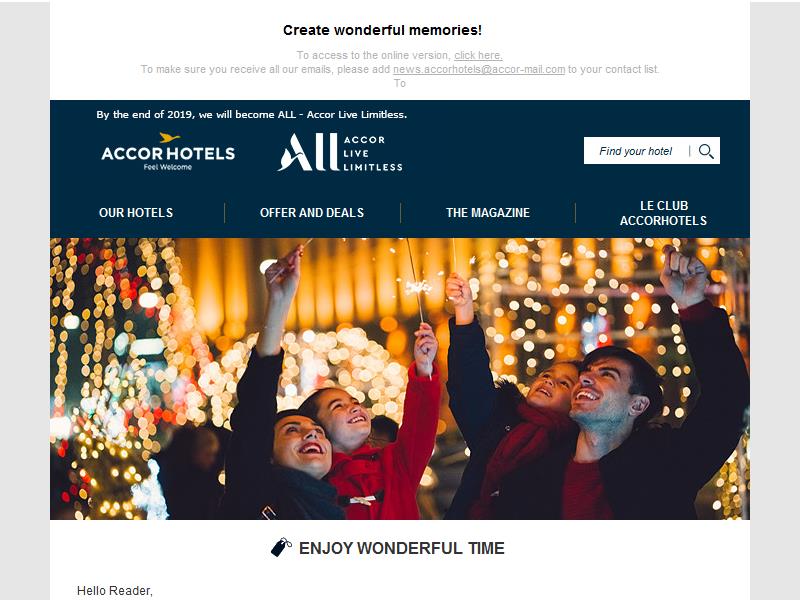 Create wonderful memories!
To access to the online version, click here.
To make sure you receive all our emails, please add news.accorhotels@accor-mail.com to your contact list.
To
By the end of 2019, we will become ALL - Accor Live Limitless.
ACCORHOTELS
Feel Welcome
All ACCOR
LIVE
LIMITLESS
Find your hotel
OUR HOTELS
OFFER AND DEALS
THE MAGAZINE
LE CLUB
ACCORHOTELS
ENJOY WONDERFUL TIME
Hello Reader,